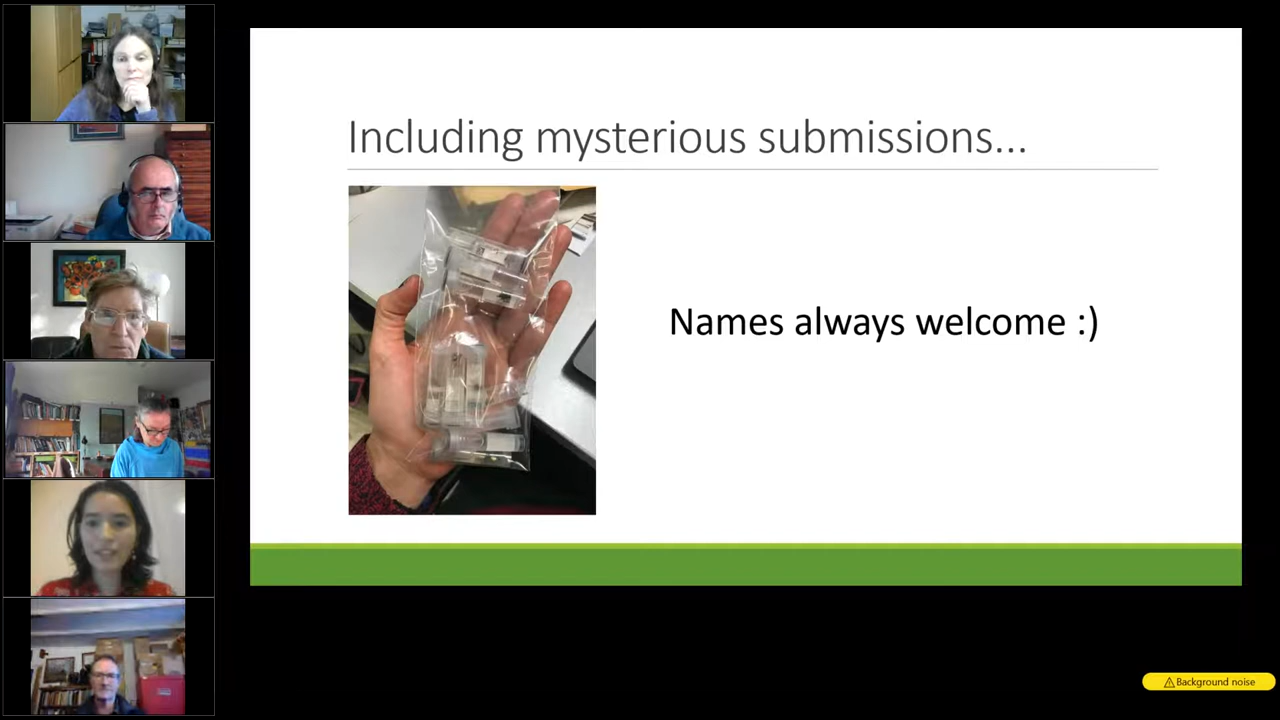 Including mysterious submissions...
Names always welcome :)
Background noise